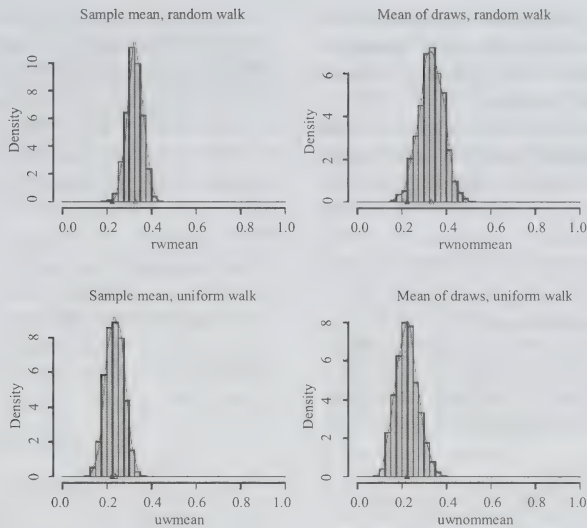 Sample mean, random walk
Density
0 2 4 6 8 10
0.0 0.2 0.4 0.6 0.8 1.0
rwmean
Mean of draws, random walk
Density
0 2 4 6
0.0 0.2 0.4 0.6 0.8 1.0
rwnommean
Sample mean, uniform walk
Density
0 2 4 6 8
0.0 0.2 0.4 0.6 0.8 1.0
uwmean
Mean of draws, uniform walk
Density
0 2 4 6 8
0.0 0.2 0.4 0.6 0.8 1.0
uwnommean